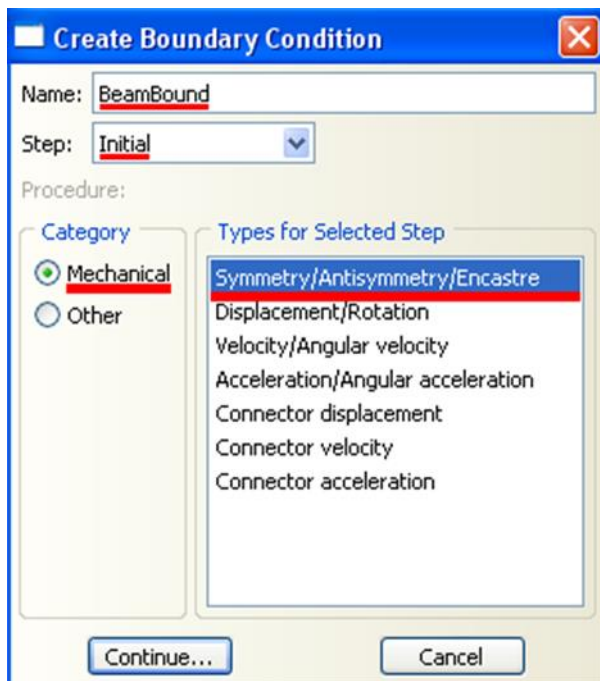 Create Boundary Condition
Name: BeamBound
Step: Initial
Procedure:
Category
Mechanical
Other
Types for Selected Step
Symmetry/Antisymmetry/Encastre
Displacement/Rotation
Velocity/Angular velocity
Acceleration/Angular acceleration
Connector displacement
Connector velocity
Connector acceleration
Continue... Cancel